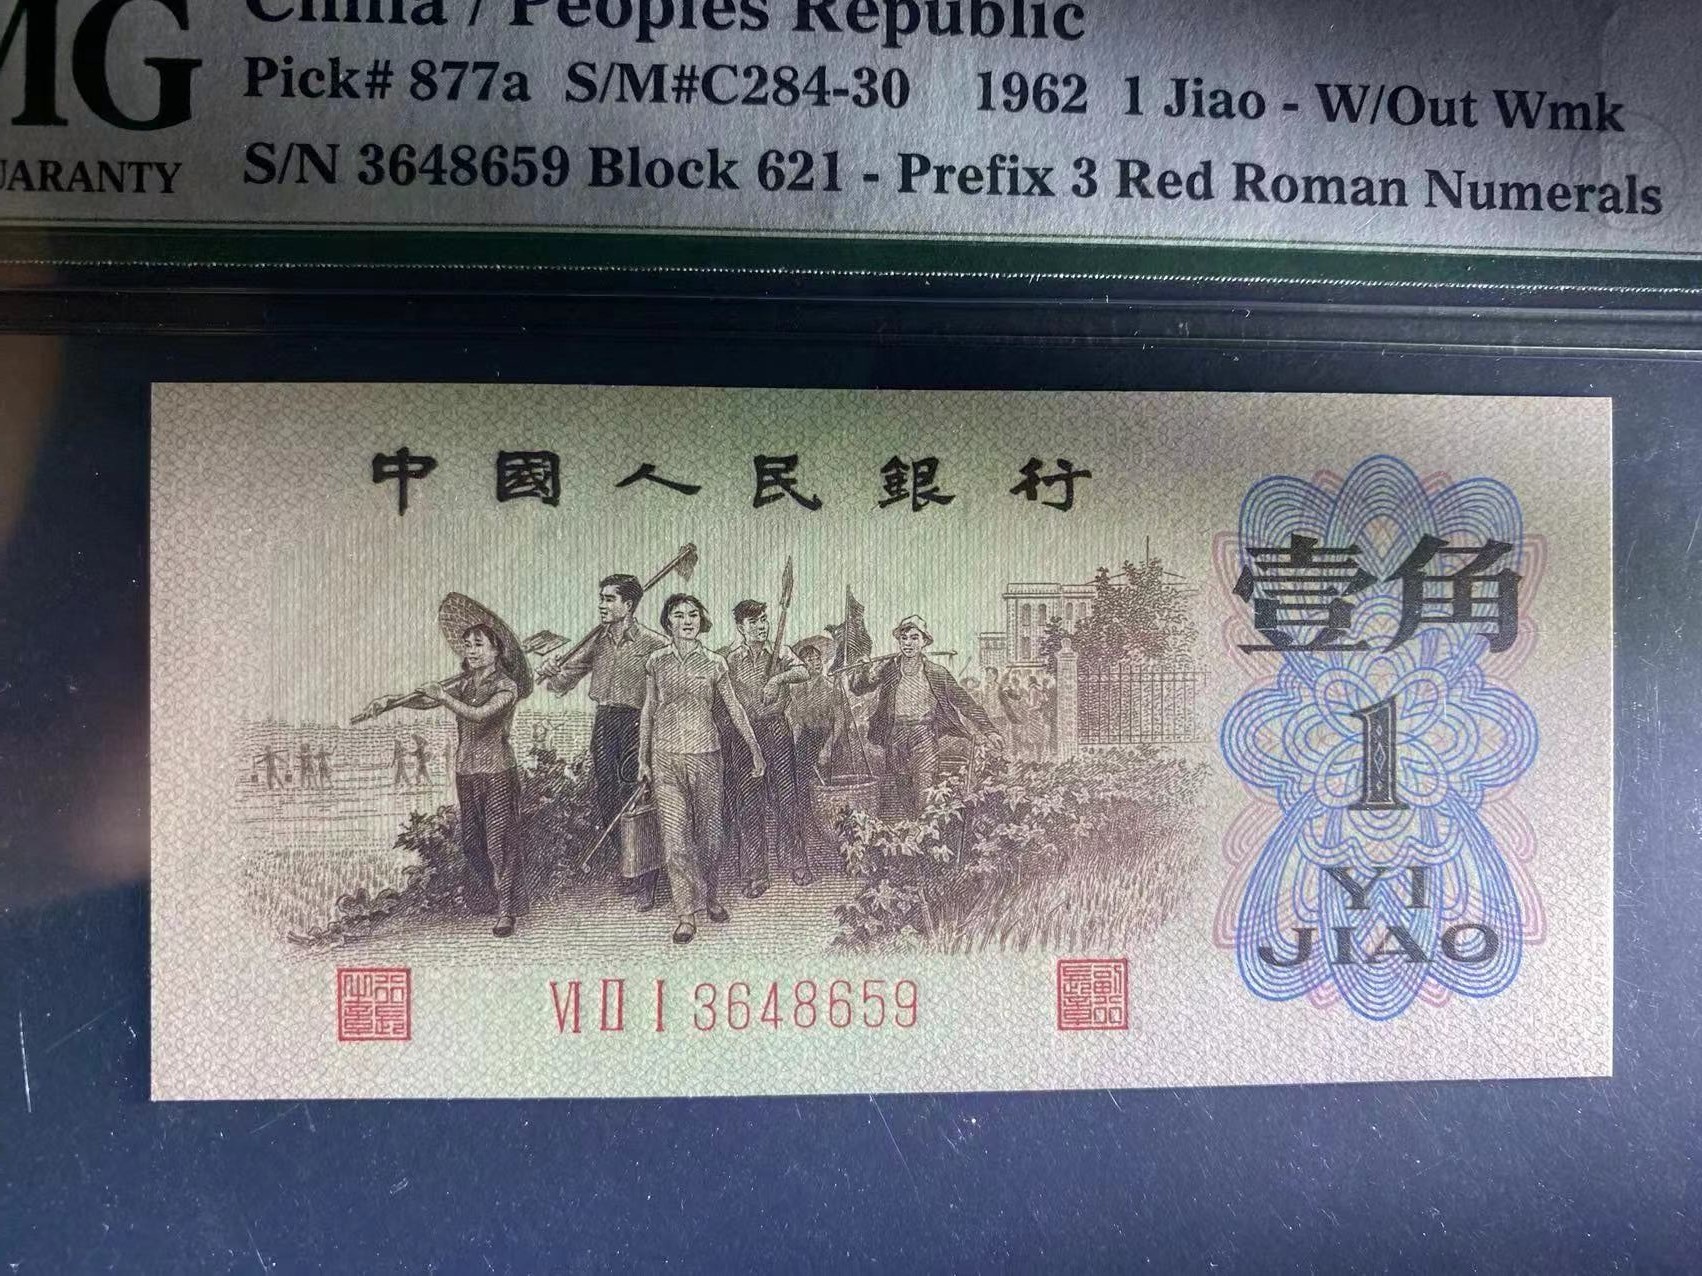 China / Peoples Republic
MG
Pick# 877a S/M#C284-30 1962 1 Jiao - W/Out Wmk
UARANTY
S/N 3648659 Block 621 - Prefix 3 Red Roman Numerals
中國人民銀行
壹角
1
YI
JIAO
VI II I 3648659